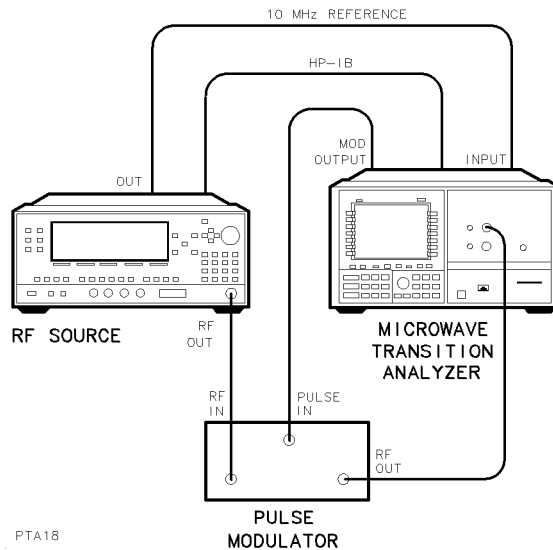 10 MHz REFERENCE
HP-IB
MOD
OUTPUT
INPUT
OUT
RF SOURCE
RF
OUT
MICROWAVE
TRANSITION
ANALYZER
RF
IN
PULSE
IN
RF
OUT
PULSE
MODULATOR
PTA18